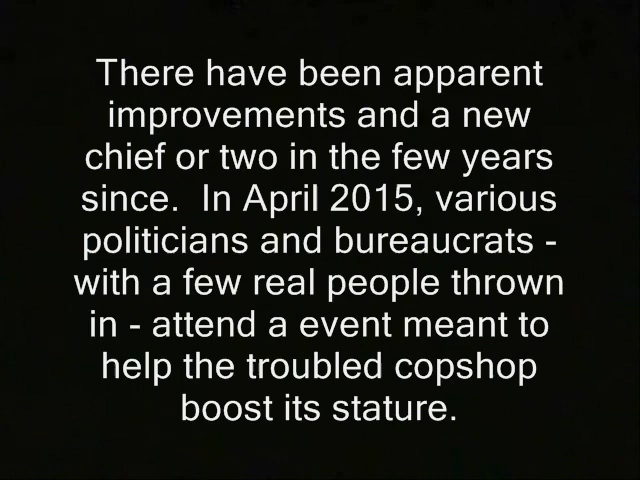 There have been apparent
improvements and a new
chief or two in the few years
since.  In April 2015, various
politicians and bureaucrats -
with a few real people thrown
in - attend a event meant to
help the troubled copshop
boost its stature.